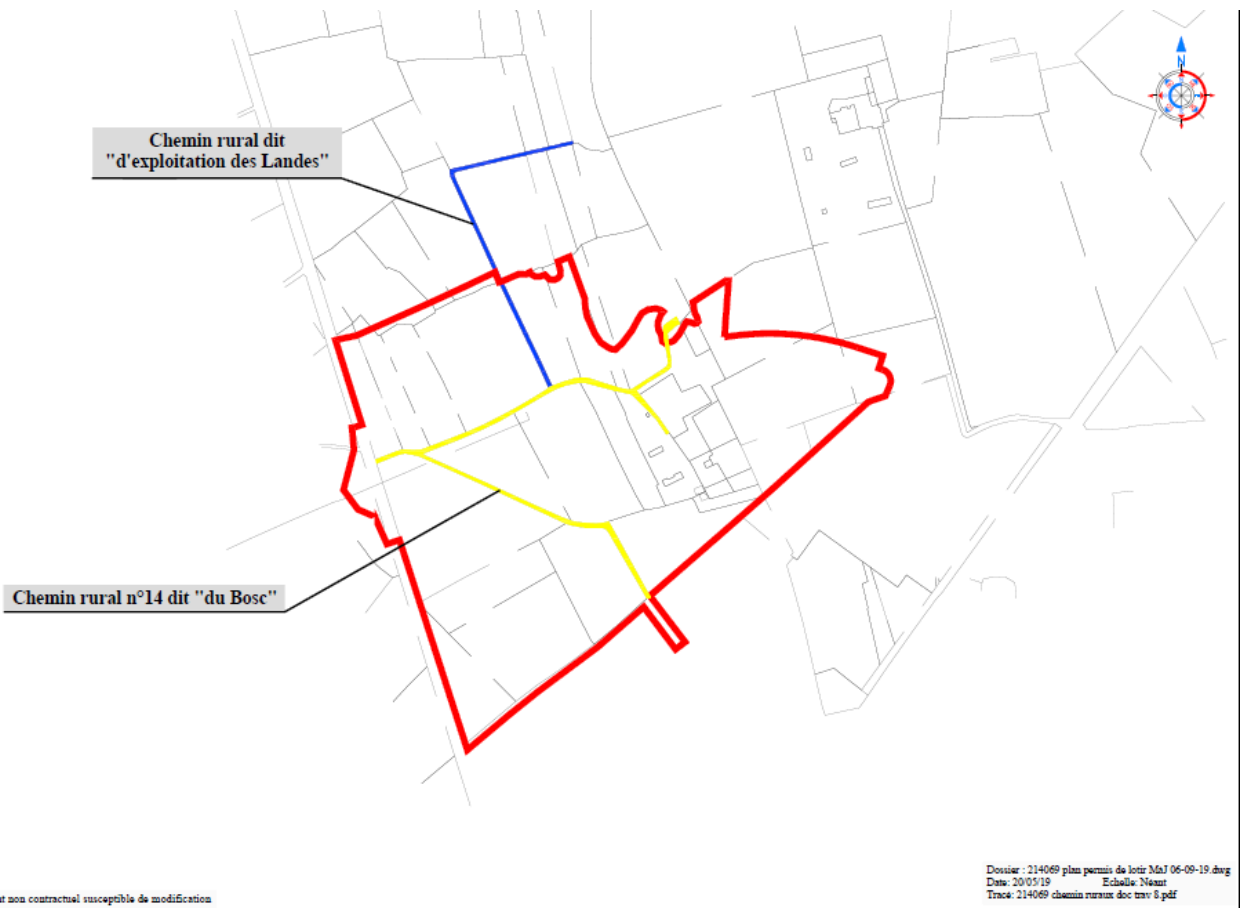 N
Chemin rural dit
"d'exploitation des Landes"
Chemin rural n°14 dit "du Bosc"
nt non contractuel susceptible de modification
Dossier : 214069 plan permis de lotir MaJ 06-09-19.dwg
Date: 20/05/19 Echelle: Néant
Tracé: 214069 chemin ruraux doc trav 8.pdf